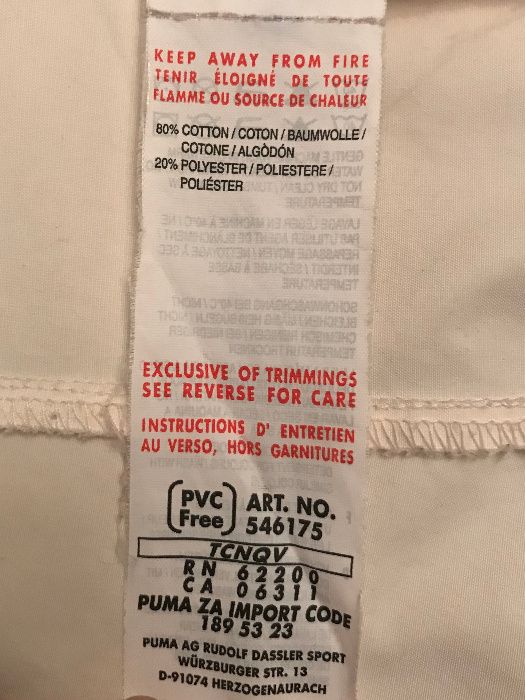 KEEP AWAY FROM FIRE
TENIR ÉLOIGNÉ DE TOUTE
FLAMME OU SOURCE DE CHALEUR
80% COTTON / COTON / BAUMWOLLE /
COTONE / ALGÒDÓN
20% POLYESTER / POLIESTERE /
POLIÉSTER
EXCLUSIVE OF TRIMMINGS
SEE REVERSE FOR CARE
INSTRUCTIONS D' ENTRETIEN
AU VERSO, HORS GARNITURES
PVC Free
ART. NO.
546175
TCNQV
RN 62200
CA 06311
PUMA ZA IMPORT CODE
189 53 23
PUMA AG RUDOLF DASSLER SPORT
WÜRZBURGER STR. 13
D-91074 HERZOGENAURACH